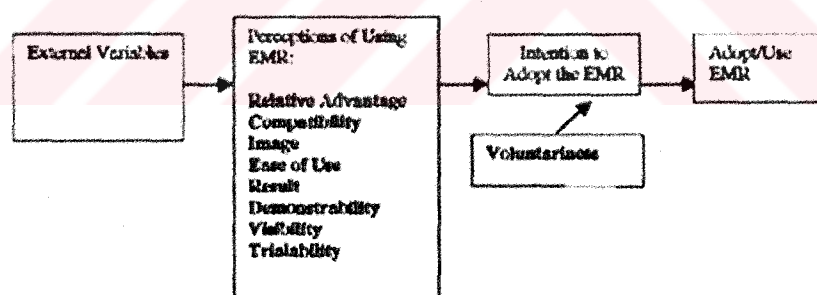 External Variables
Perceptions of Using
EMR:
Relative Advantage
Compatibility
Image
Ease of Use
Result
Demonstrability
Visibility
Trialability
Intention to
Adopt the EMR
Voluntariness
Adopt/Use
EMR